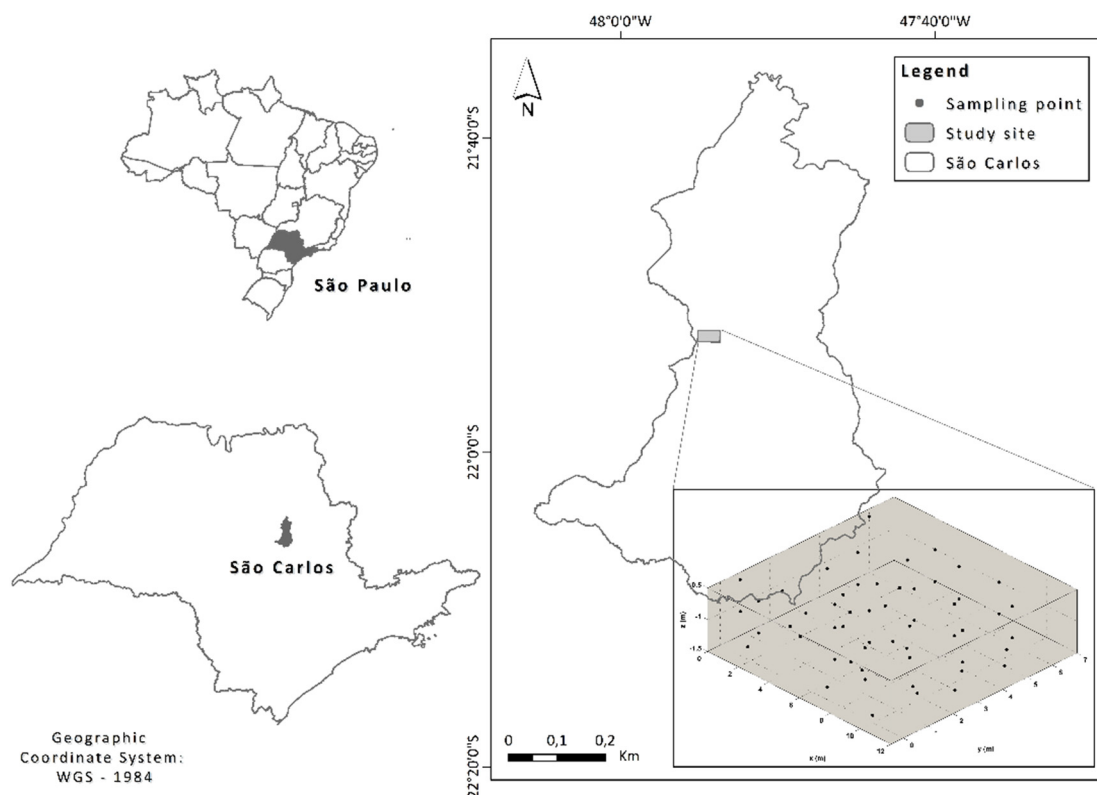 48°0'0"W
47°40'0"W
21°40'0"S
22°0'0"S
22°20'0"S
N
Legend
Sampling point
Study site
São Carlos
São Paulo
São Carlos
Geographic
Coordinate System:
WGS - 1984
0 0,1 0,2
Km
z (m)
-0.5
-1
-1.5
0
2
4
6
8
10
12
x (m)
0
1
2
3
4
5
6
7
y (m)